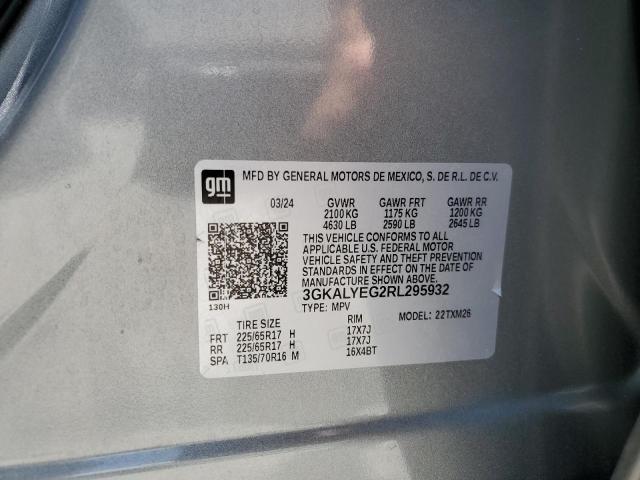 gm
MFD BY GENERAL MOTORS DE MEXICO, S. DE R.L. DE C.V.
03/24 GVWR GAWR FRT GAWR RR
2100 KG 1175 KG 1200 KG
4630 LB 2590 LB 2645 LB
THIS VEHICLE CONFORMS TO ALL
APPLICABLE U.S. FEDERAL MOTOR
VEHICLE SAFETY AND THEFT PREVENTION
STANDARDS IN EFFECT ON THE DATE OF
MANUFACTURE SHOWN ABOVE.
3GKALYEG2RL295932
130H
TYPE: MPV MODEL: 22TXM26
TIRE SIZE RIM
FRT 225/65R17 H 17X7J
RR 225/65R17 H 17X7J
SPA T135/70R16 M 16X4BT